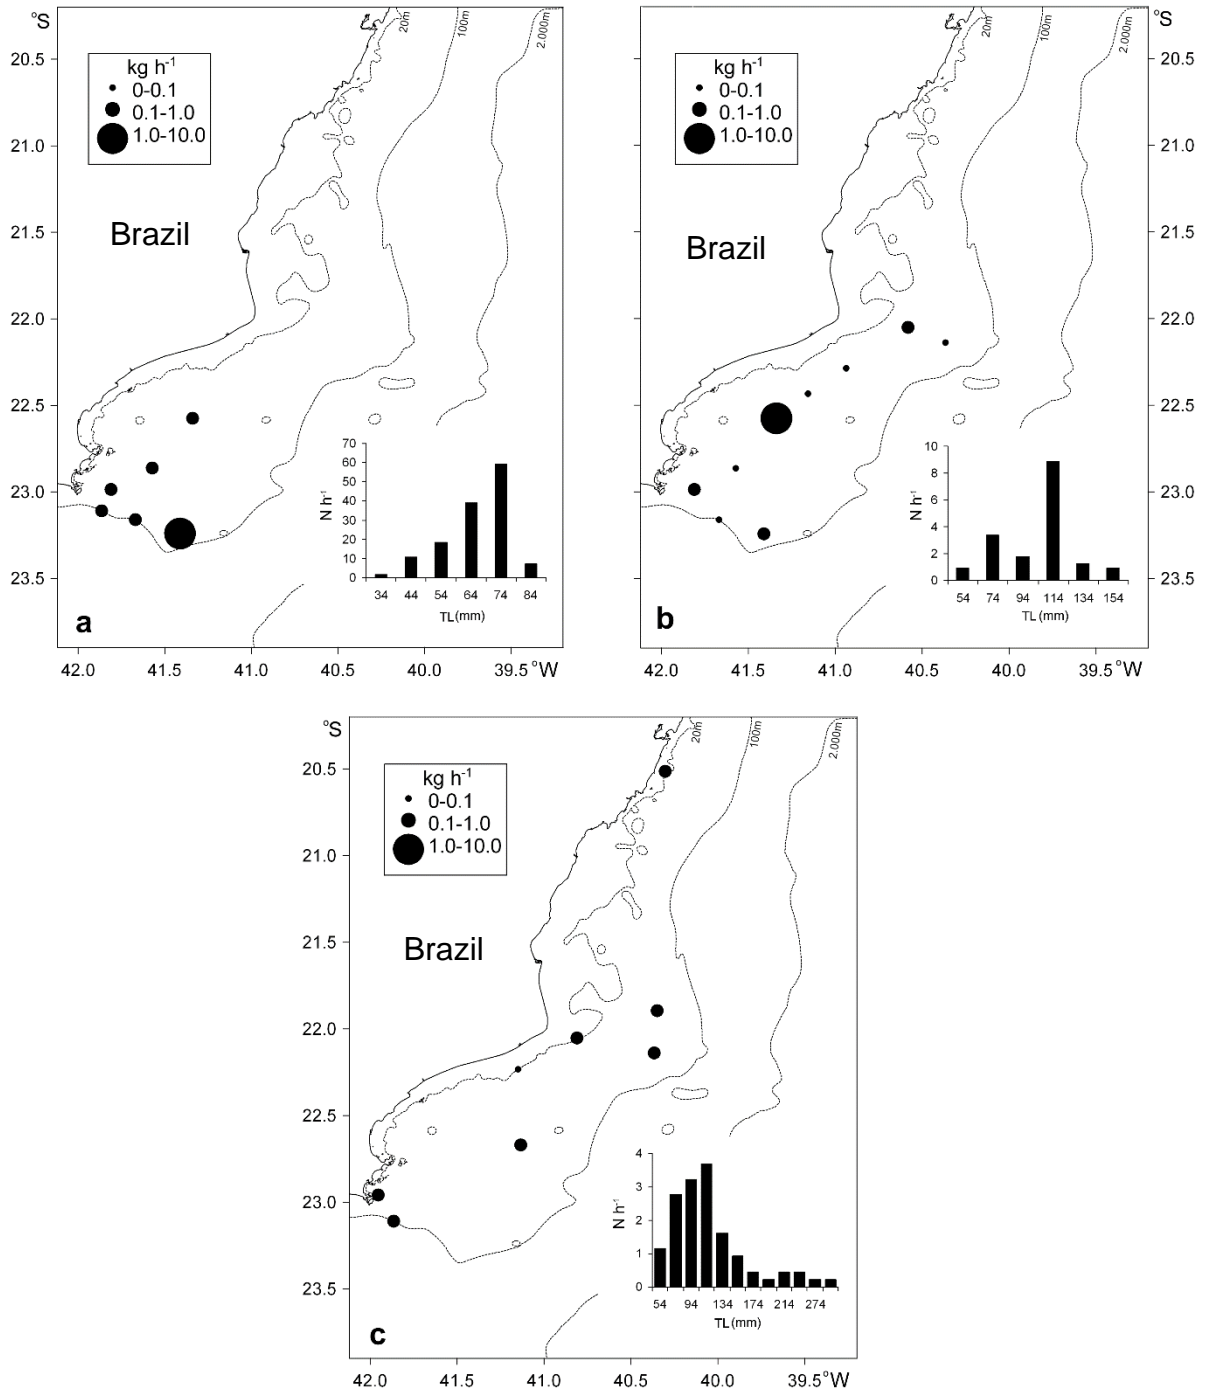 °S
20m
100m
2.000m
20.5
21.0
21.5
22.0
22.5
23.0
23.5
kg h-1
0-0.1
0.1-1.0
1.0-10.0
Brazil
N h-1
70
60
50
40
30
20
10
0
34 44 54 64 74 84
TL(mm)
a
42.0 41.5 41.0 40.5 40.0 39.5 °W
°S
20m
100m
2.000m
20.5
21.0
21.5
22.0
22.5
23.0
23.5
kg h-1
0-0.1
0.1-1.0
1.0-10.0
Brazil
N h-1
10
8
6
4
2
0
54 74 94 114 134 154
TL(mm)
b
42.0 41.5 41.0 40.5 40.0 39.5 °W
°S
20m
100m
2.000m
20.5
21.0
21.5
22.0
22.5
23.0
23.5
kg h-1
0-0.1
0.1-1.0
1.0-10.0
Brazil
N h-1
4
3
2
1
0
54 94 134 174 214 274
TL(mm)
c
42.0 41.5 41.0 40.5 40.0 39.5 °W